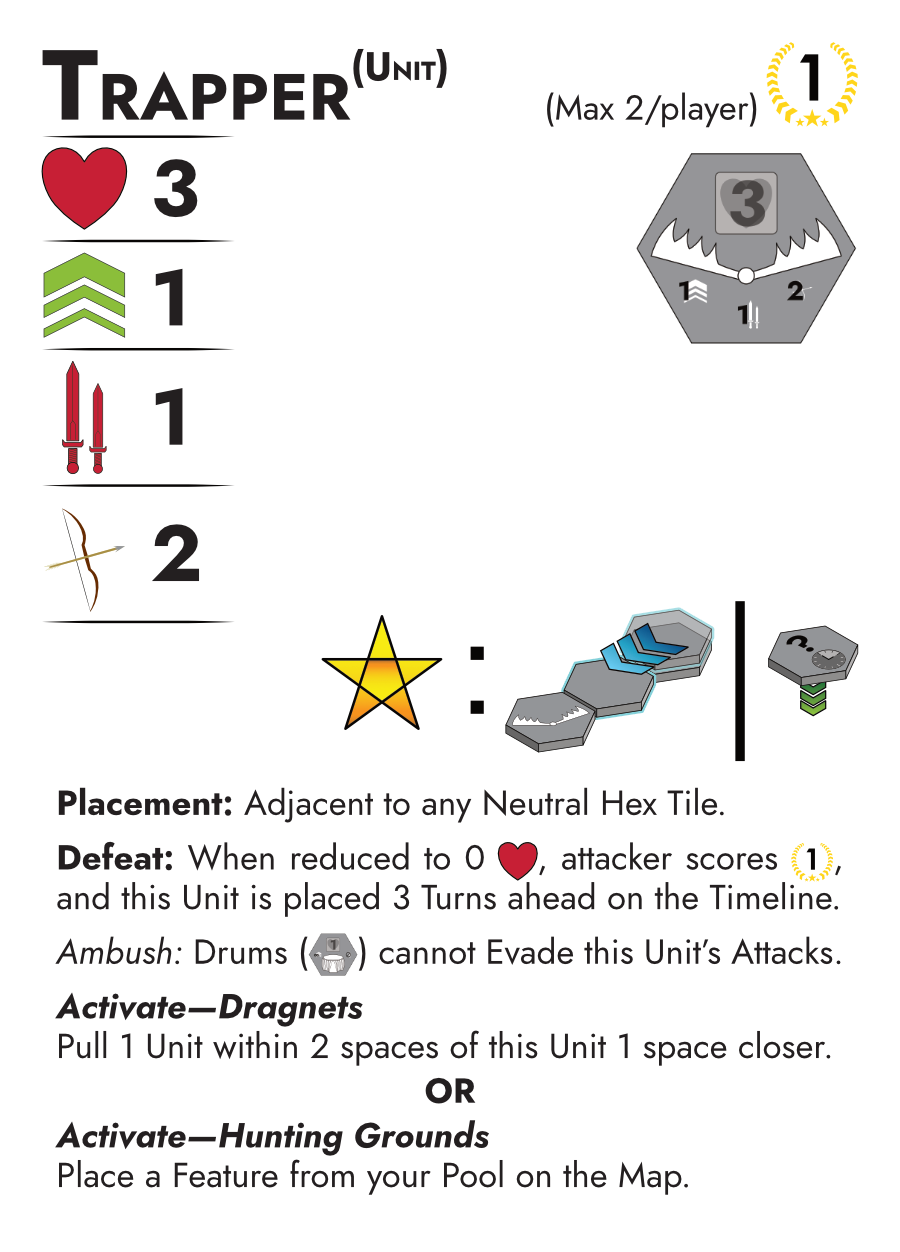 TRAPPER (UNIT)
(Max 2/player) 1
3
3
1
1 2
1
1
2
:
?
Placement: Adjacent to any Neutral Hex Tile.
Defeat: When reduced to 0 , attacker scores 1,
and this Unit is placed 3 Turns ahead on the Timeline.
Ambush: Drums (1) cannot Evade this Unit’s Attacks.
Activate—Dragnets
Pull 1 Unit within 2 spaces of this Unit 1 space closer.
OR
Activate—Hunting Grounds
Place a Feature from your Pool on the Map.